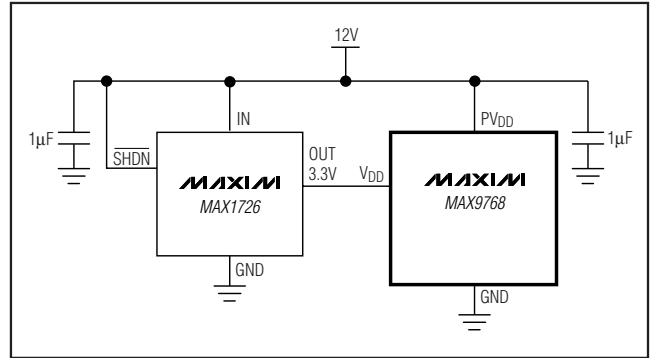 12V
1μF
SHDN
IN
OUT
3.3V
MAXIM
MAX1726
GND
VDD
PVDD
MAXIM
MAX9768
GND
1μF